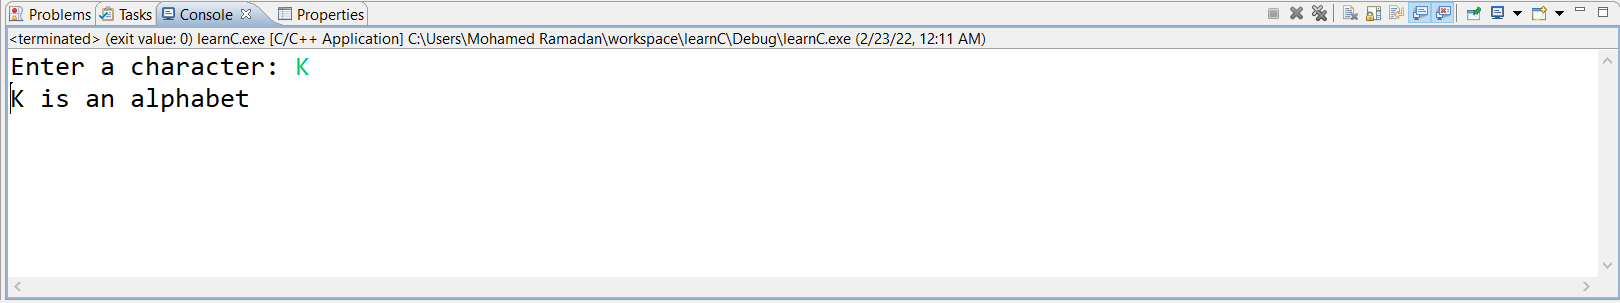 Problems Tasks Console Properties
<terminated> (exit value: 0) learnC.exe [C/C++ Application] C:\Users\Mohamed Ramadan\workspace\learnC\Debug\learnC.exe (2/23/22, 12:11 AM)
Enter a character: K
K is an alphabet